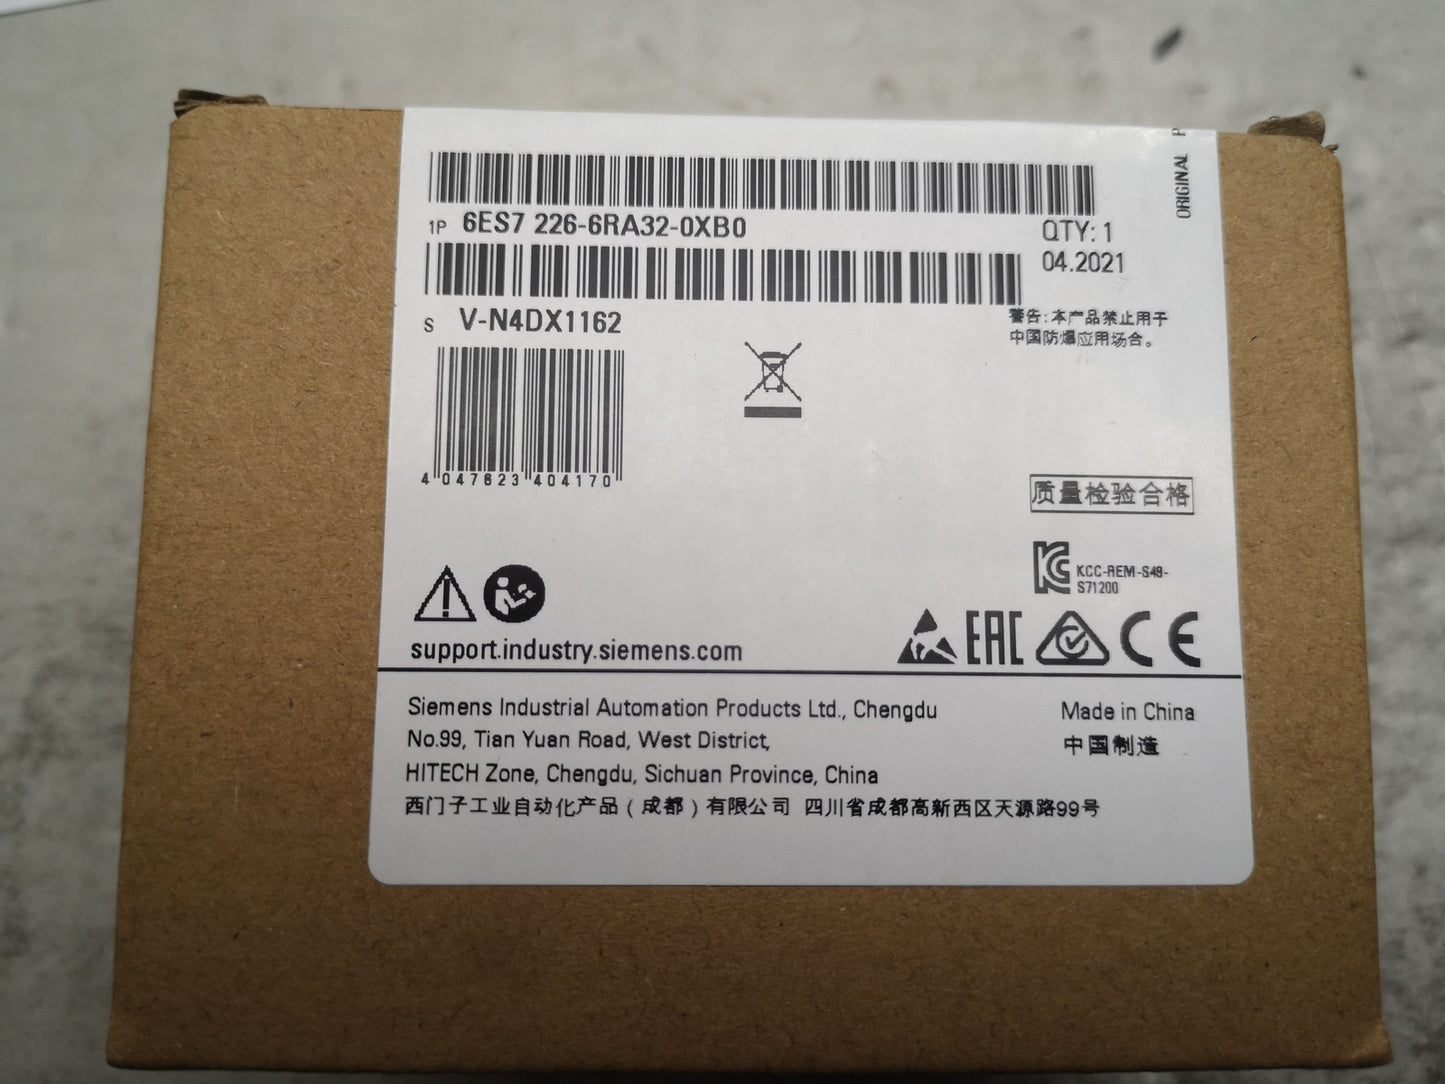 ORIGINAL
1P 6ES7 226-6RA32-0XB0
QTY: 1
04.2021
S V-N4DX1162
警告:本产品禁止用于
中国防爆应用场合。
4 047623 404170
质量检验合格
KCC-REM-S49-
S71200
EAC
CE
support.industry.siemens.com
Siemens Industrial Automation Products Ltd., Chengdu
No.99, Tian Yuan Road, West District,
HITECH Zone, Chengdu, Sichuan Province, China
西门子工业自动化产品(成都)有限公司 四川省成都高新西区天源路99号
Made in China
中国制造